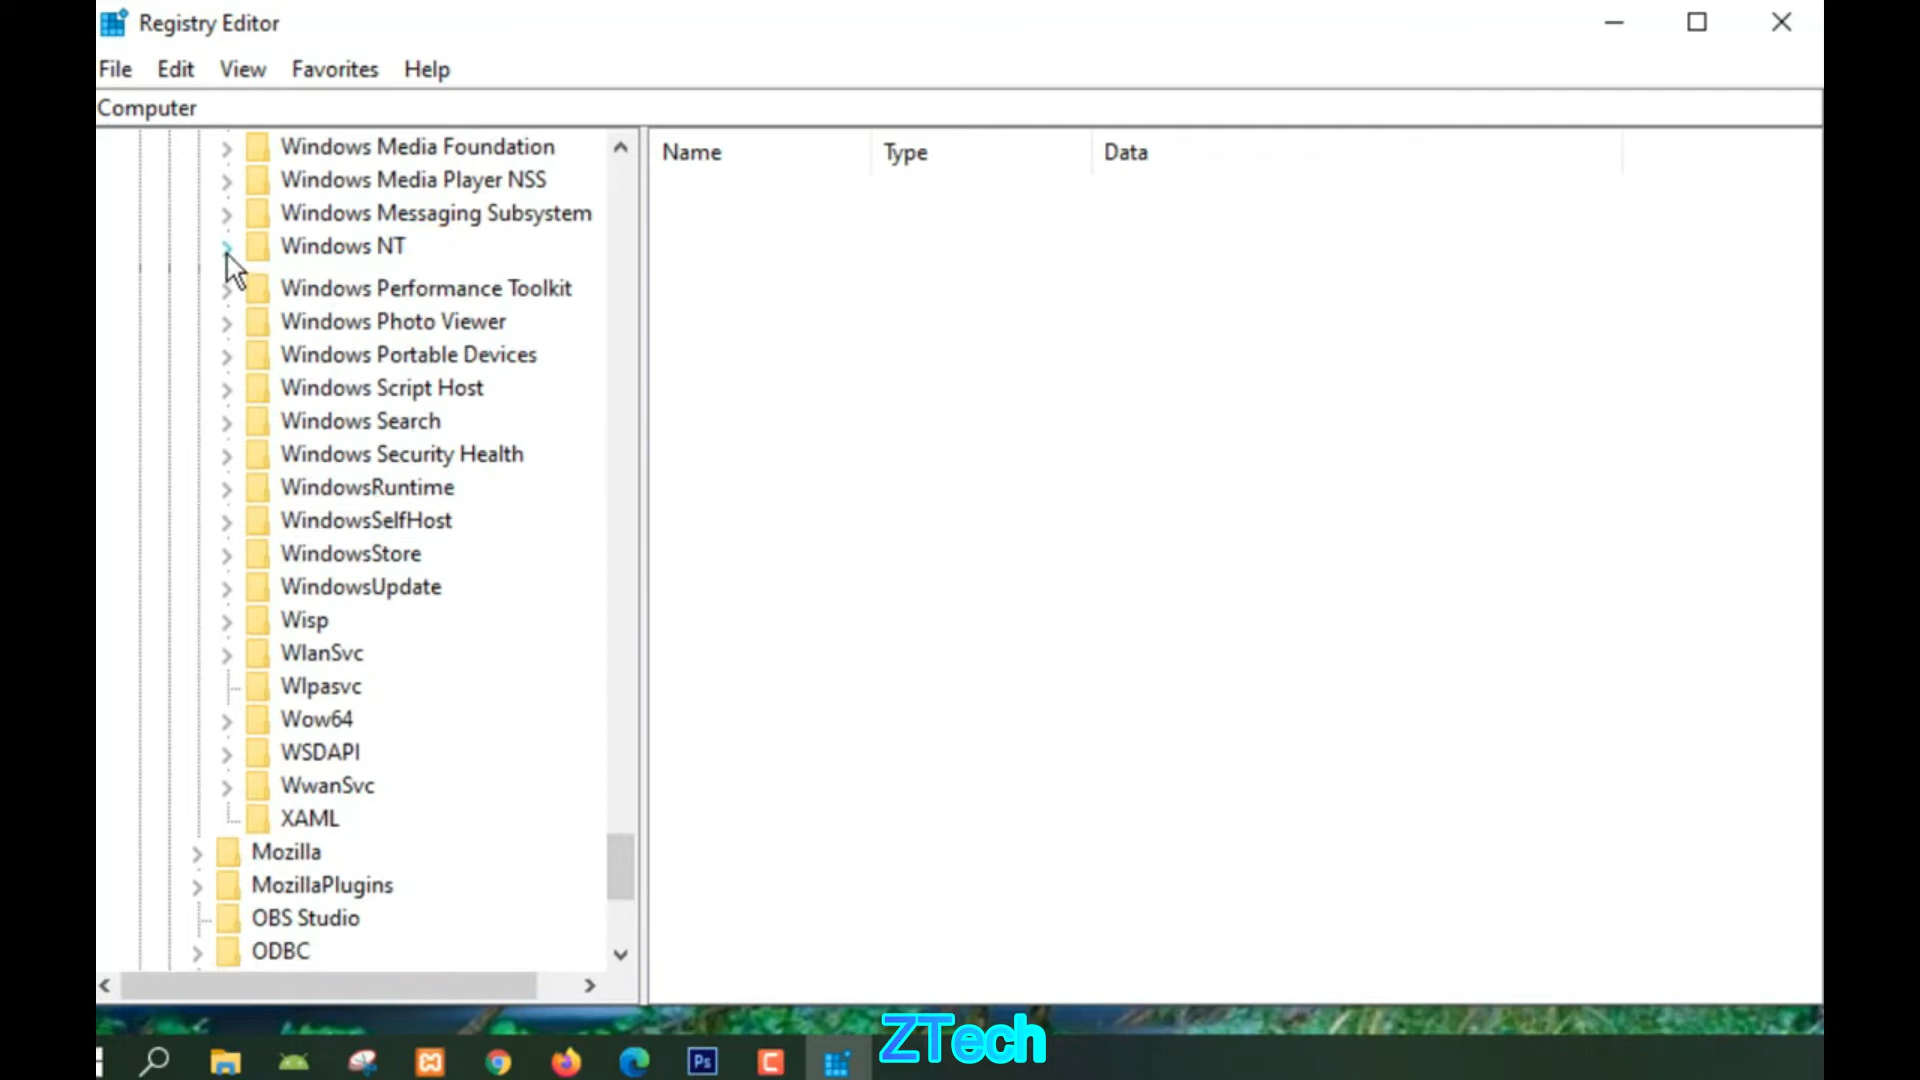 Registry Editor
File Edit View Favorites Help
Computer
Windows Media Foundation
Windows Media Player NSS
Windows Messaging Subsystem
Windows NT
Windows Performance Toolkit
Windows Photo Viewer
Windows Portable Devices
Windows Script Host
Windows Search
Windows Security Health
WindowsRuntime
WindowsSelfHost
WindowsStore
WindowsUpdate
Wisp
WlanSvc
Wlpasvc
Wow64
WSDAPI
WwanSvc
XAML
Mozilla
MozillaPlugins
OBS Studio
ODBC
Name Type Data
ZTech
Ps